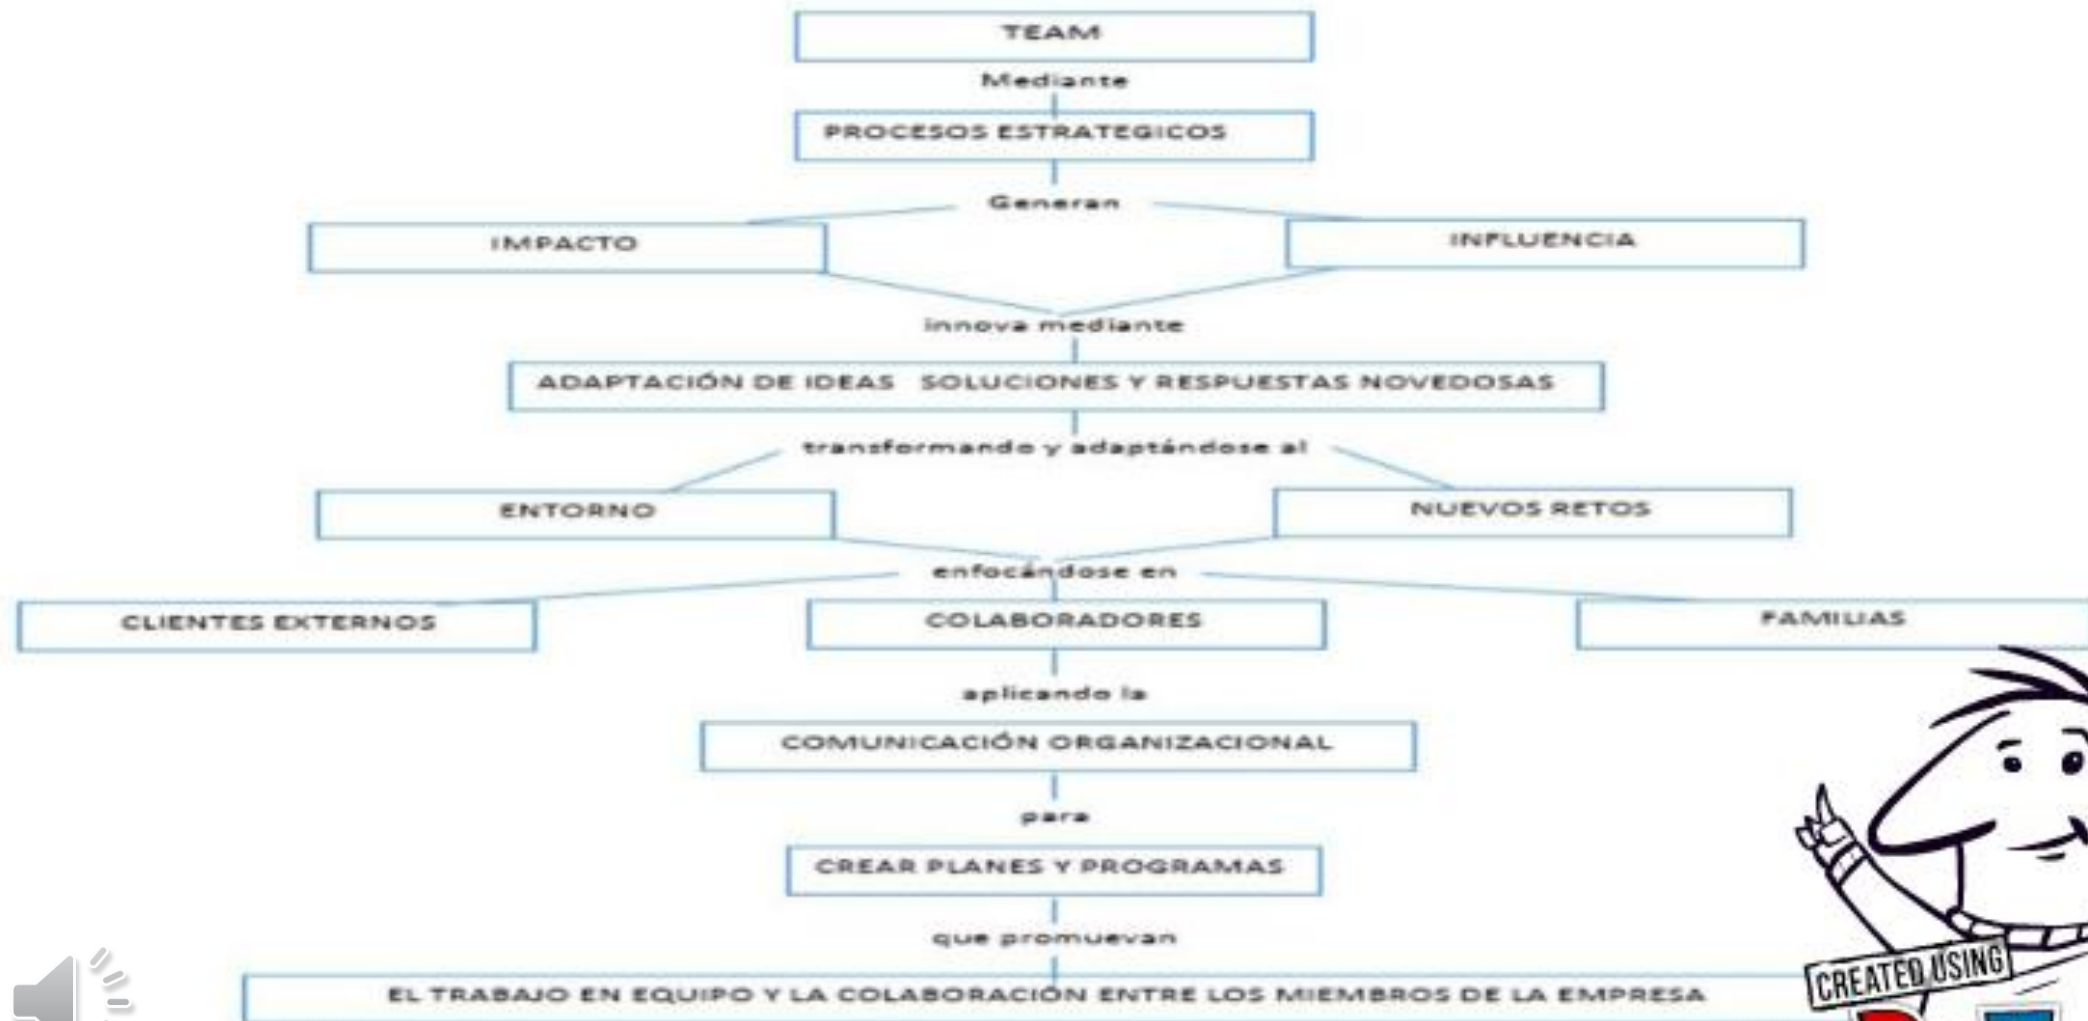 TEAM
Mediante
PROCESOS ESTRATEGICOS
Generan
IMPACTO
INFLUENCIA
innova mediante
ADAPTACIÓN DE IDEAS SOLUCIONES Y RESPUESTAS NOVEDOSAS
transformando y adaptándose al
ENTORNO
NUEVOS RETOS
enfocándose en
CLIENTES EXTERNOS
COLABORADORES
FAMILIAS
aplicando la
COMUNICACIÓN ORGANIZACIONAL
para
CREAR PLANES Y PROGRAMAS
que promuevan
EL TRABAJO EN EQUIPO Y LA COLABORACIÓN ENTRE LOS MIEMBROS DE LA EMPRESA
CREATED USING